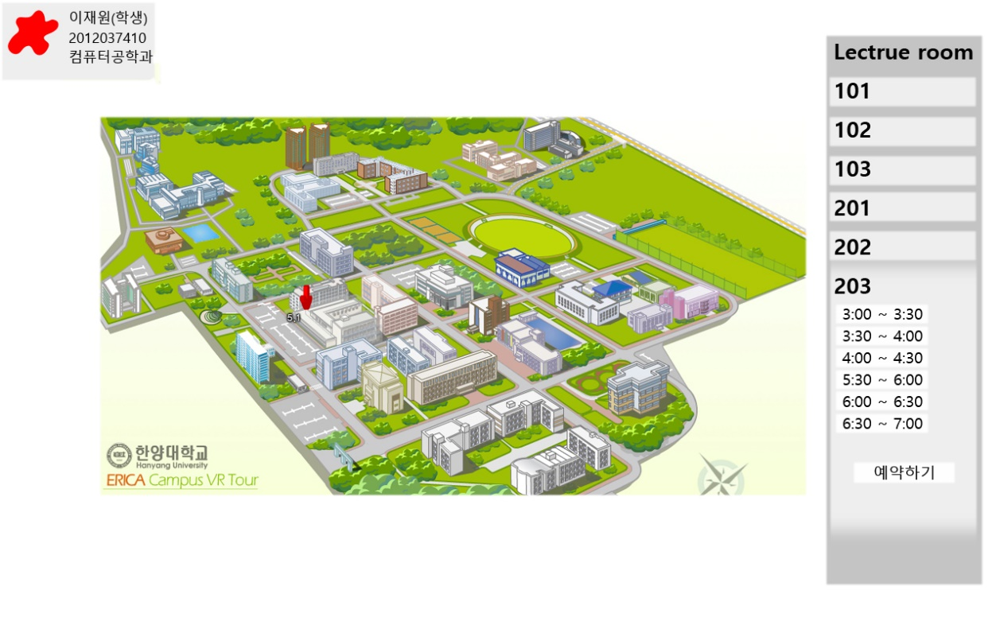 이재원(학생)
2012037410
컴퓨터공학과
Lectrue room
101
102
103
201
202
203
3:00 ~ 3:30
3:30 ~ 4:00
4:00 ~ 4:30
5:30 ~ 6:00
6:00 ~ 6:30
6:30 ~ 7:00
예약하기
5.1
한양대학교
Hanyang University
ERICA Campus VR Tour